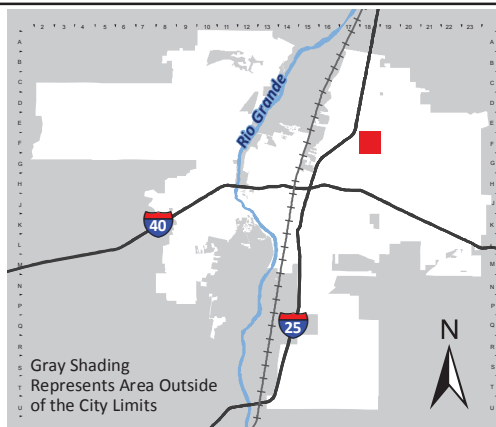 2 3 4 5 6 7 8 9 10 11 12 13 14 15 16 17 18 19 20 21 22 23
A A
B B
C C
D D
E E
F F
G G
H H
J J
K K
L L
M M
N N
P P
Q Q
R R
S S
T T
U U
Rio Grande
40
25
N
Gray Shading
Represents Area Outside
of the City Limits